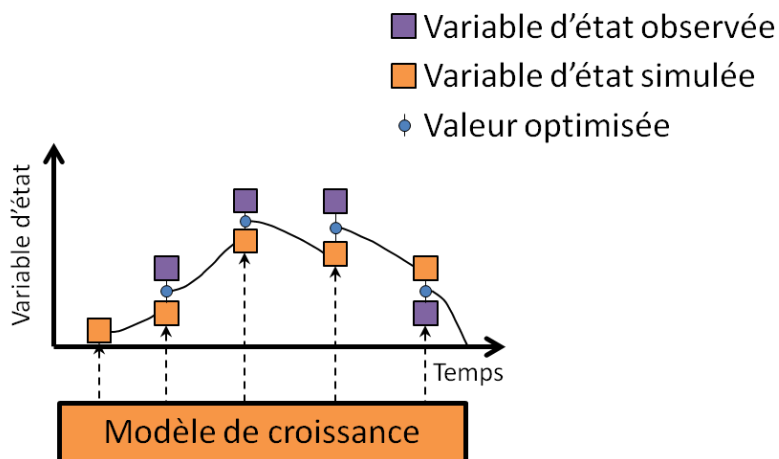 Variable d'état observée
Variable d'état simulée
Valeur optimisée
Variable d'état
Temps
Modèle de croissance